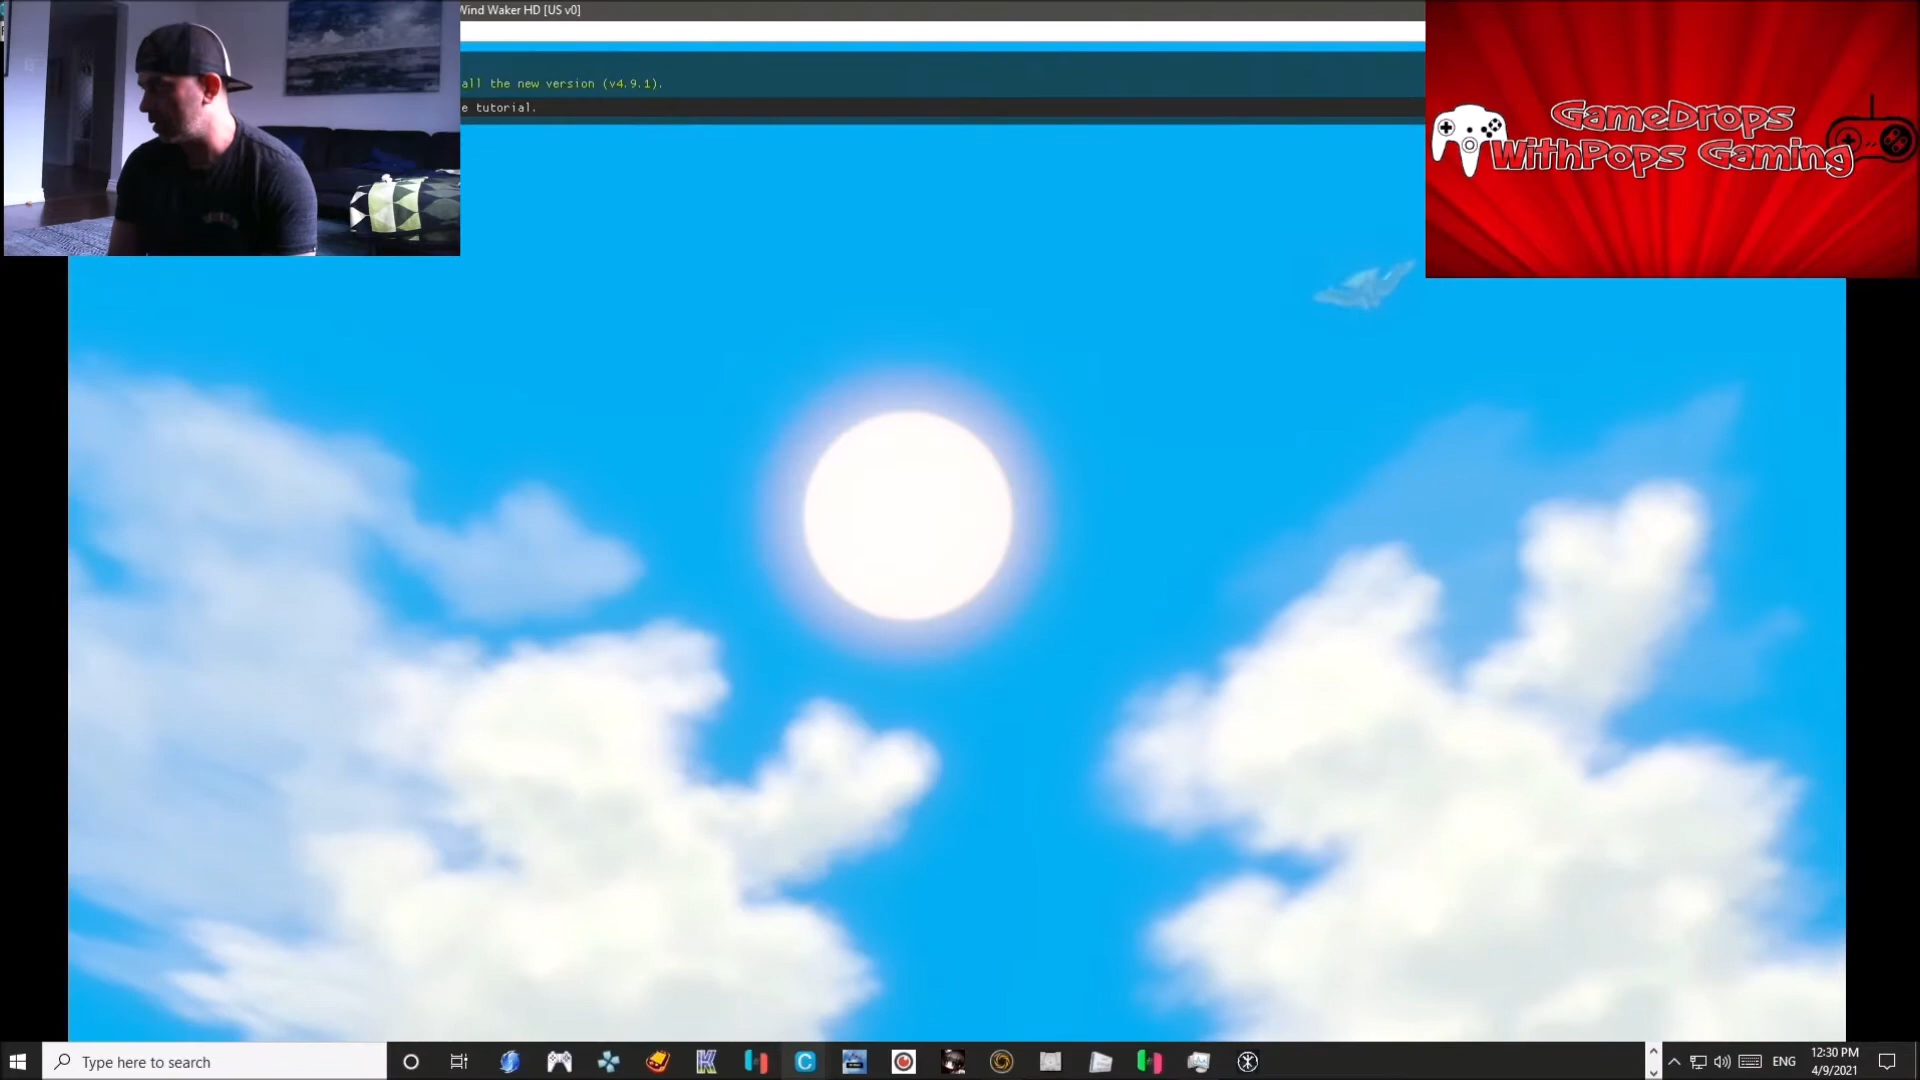 Wind Waker HD [US v0]
all the new version (v4.9.1).
e tutorial.
GameDrops
WithPops Gaming
Type here to search
ENG
12:30 PM
4/9/2021